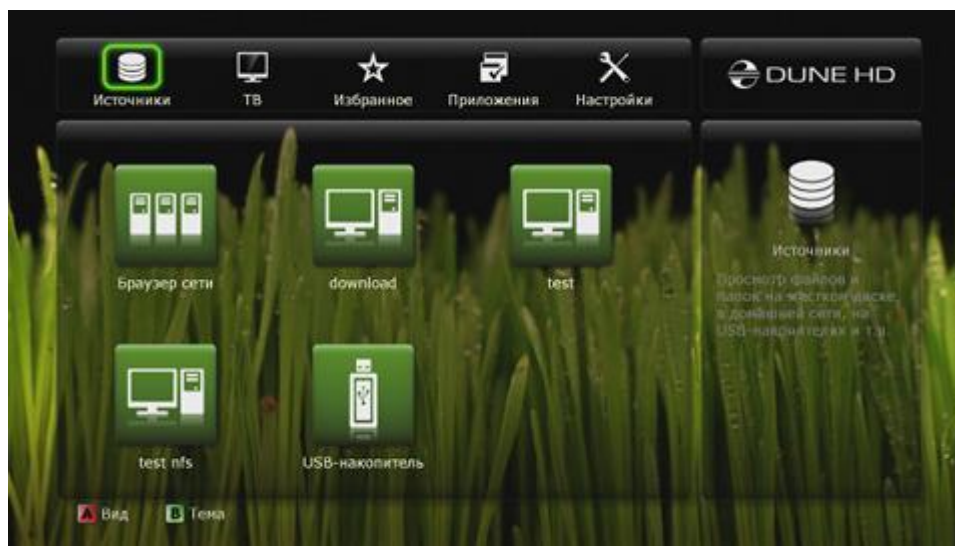 Источники
ТВ
Избранное
Приложения
Настройки
DUNE HD
Браузер сети
download
test
test nfs
USB-накопитель
Источники
Просмотр файлов и
папок на жестком диске,
в домашней сети, на
USB-накопителях и т.п.
A Вид
B Тема